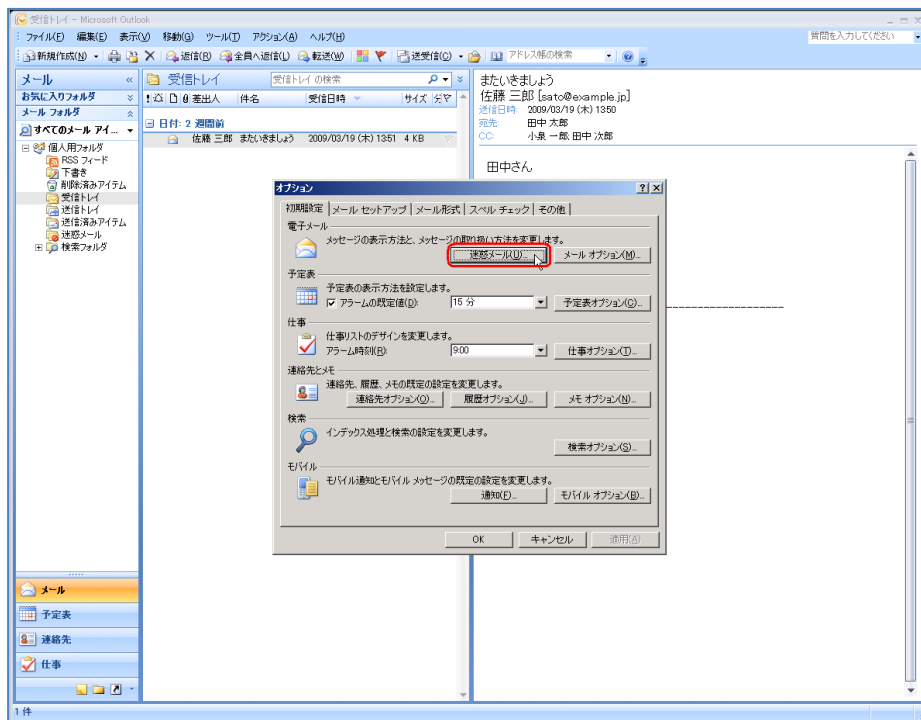 受信トレイ - Microsoft Outlook
ファイル(F) 編集(E) 表示(V) 移動(G) ツール(T) アクション(A) ヘルプ(H)
質問を入力してください
新規作成(N) 返信(R) 全員へ返信(L) 転送(W) 送受信(C) アドレス帳の検索
メール
お気に入りフォルダ
メール フォルダ
すべてのメール アイ...
個人用フォルダ
RSS フィード
下書き
削除済みアイテム
受信トレイ
送信トレイ
送信済みアイテム
迷惑メール
検索フォルダ
メール
予定表
連絡先
仕事
1 件
受信トレイ
受信トレイ の検索
差出人 件名 受信日時 サイズ 分
日付: 2 週間前
佐藤 三郎 またいきましょう 2009/03/19 (木) 13:51 4 KB
またいきましょう
佐藤 三郎 [sato@example.jp]
送信日時: 2009/03/19 (木) 13:50
宛先: 田中 太郎
CC: 小泉 一郎; 田中 次郎
田中さん
オプション
初期設定 メール セットアップ メール形式 スペル チェック その他
電子メール
メッセージの表示方法と、メッセージの取り扱い方法を変更します。
迷惑メール(U)... メール オプション(M)...
予定表
予定表の表示方法を設定します。
アラームの既定値(D): 15 分 予定表オプション(C)...
仕事
仕事リストのデザインを変更します。
アラーム時刻(R): 9:00 仕事オプション(T)...
連絡先とメモ
連絡先、履歴、メモの既定の設定を変更します。
連絡先オプション(O)... 履歴オプション(J)... メモ オプション(N)...
検索
インデックス処理と検索の設定を変更します。
検索オプション(S)...
モバイル
モバイル通知とモバイル メッセージの既定の設定を変更します。
通知(F)... モバイル オプション(B)...
OK キャンセル 適用(A)